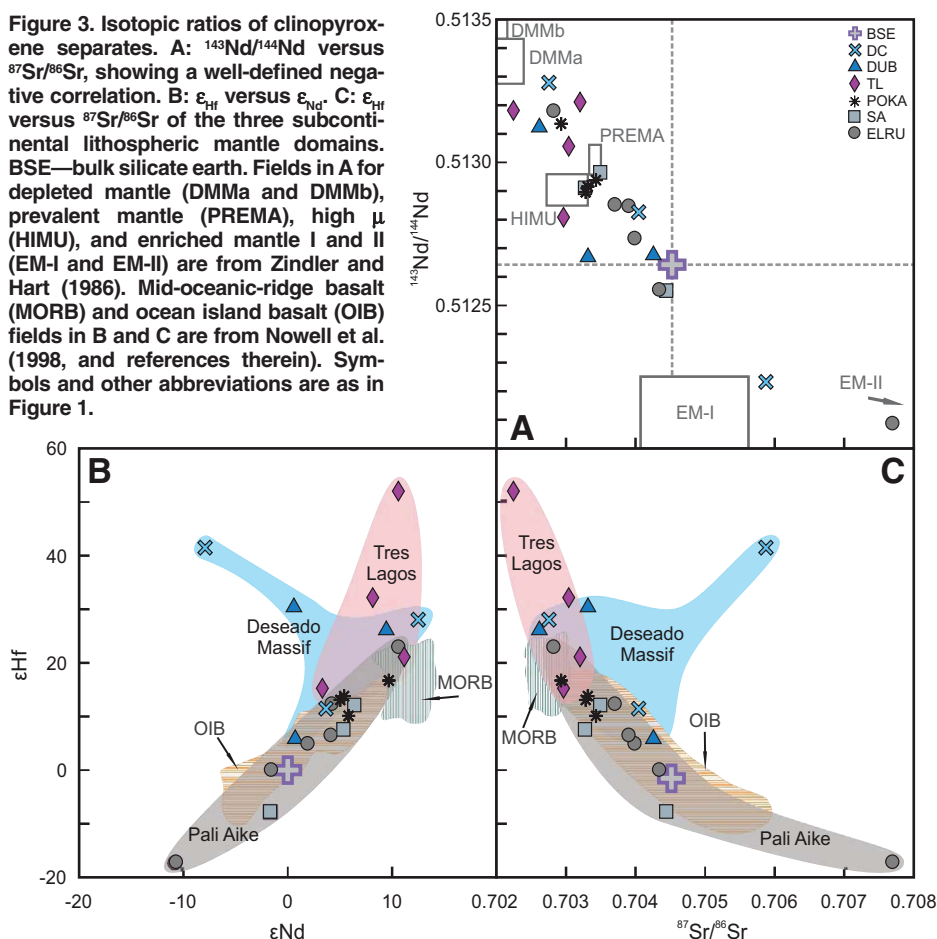 Figure 3. Isotopic ratios of clinopyrox-
ene separates. A: ¹⁴³Nd/¹⁴⁴Nd versus
⁸⁷Sr/⁸⁶Sr, showing a well-defined nega-
tive correlation. B: εHf versus εNd. C: εHf
versus ⁸⁷Sr/⁸⁶Sr of the three subconti-
nental lithospheric mantle domains.
BSE—bulk silicate earth. Fields in A for
depleted mantle (DMMa and DMMb),
prevalent mantle (PREMA), high μ
(HIMU), and enriched mantle I and II
(EM-I and EM-II) are from Zindler and
Hart (1986). Mid-oceanic-ridge basalt
(MORB) and ocean island basalt (OIB)
fields in B and C are from Nowell et al.
(1998, and references therein). Sym-
bols and other abbreviations are as in
Figure 1.
0.5135
0.5130
0.5125
¹⁴³Nd/¹⁴⁴Nd
DMMb
DMMa
PREMA
HIMU
EM-I
EM-II
BSE
DC
DUB
TL
POKA
SA
ELRU
A
B
60
40
20
0
-20
εHf
Tres
Lagos
Deseado
Massif
MORB
OIB
Pali Aike
-20
-10
0
10
εNd
C
Tres
Lagos
Deseado
Massif
MORB
OIB
Pali Aike
0.702
0.703
0.704
0.705
0.706
0.707
0.708
⁸⁷Sr/⁸⁶Sr